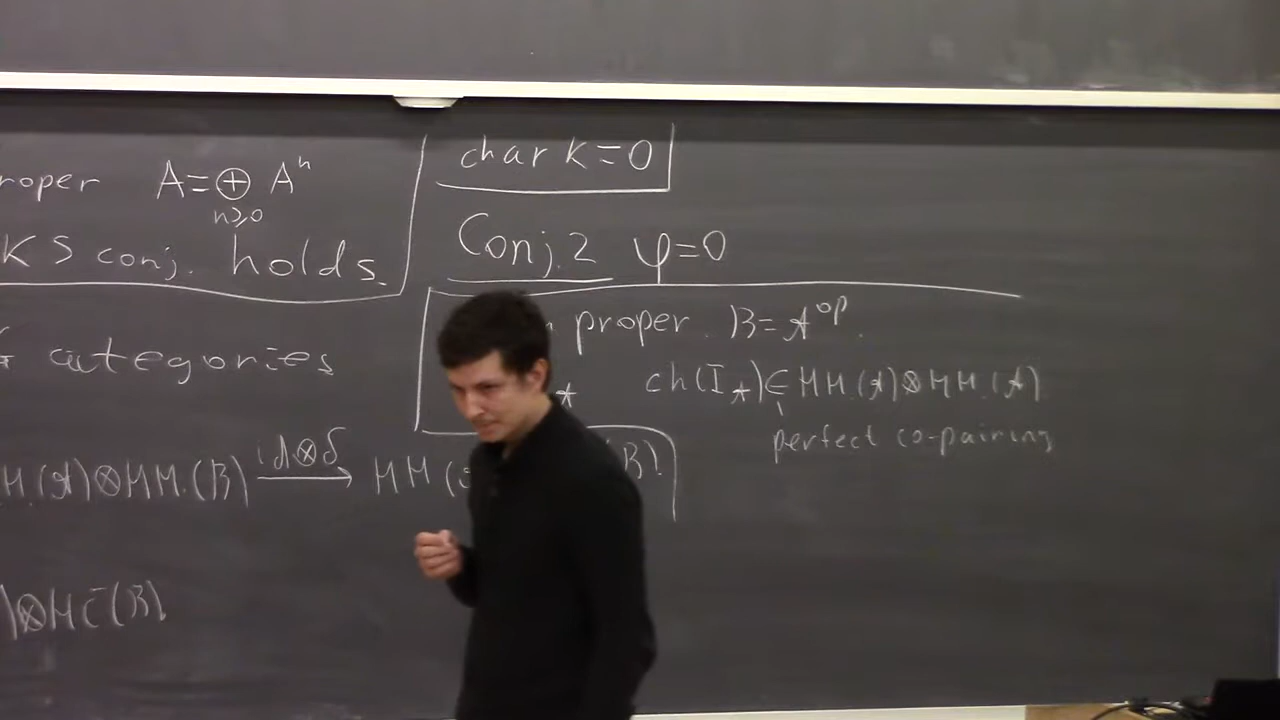 roper A=⊕ Aⁿ
n≥0
KS conj. holds
categories
H.(A)⊗HH.(B) id⊗δ→ HH(
B).
)⊗HC⁻(B)
char K=0
Conj.2 φ=0
proper. B=A^op.
ch(I_A)∈HH.(A)⊗HH.(A)
perfect co-pairing